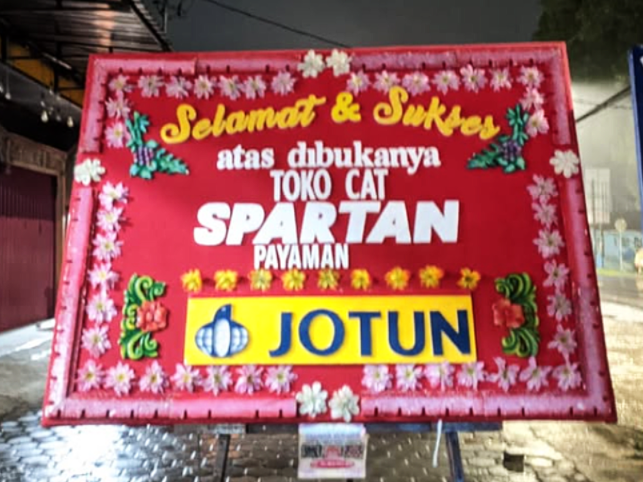 Selamat & Sukses
atas dibukanya
TOKO CAT
SPARTAN
PAYAMAN
JOTUN